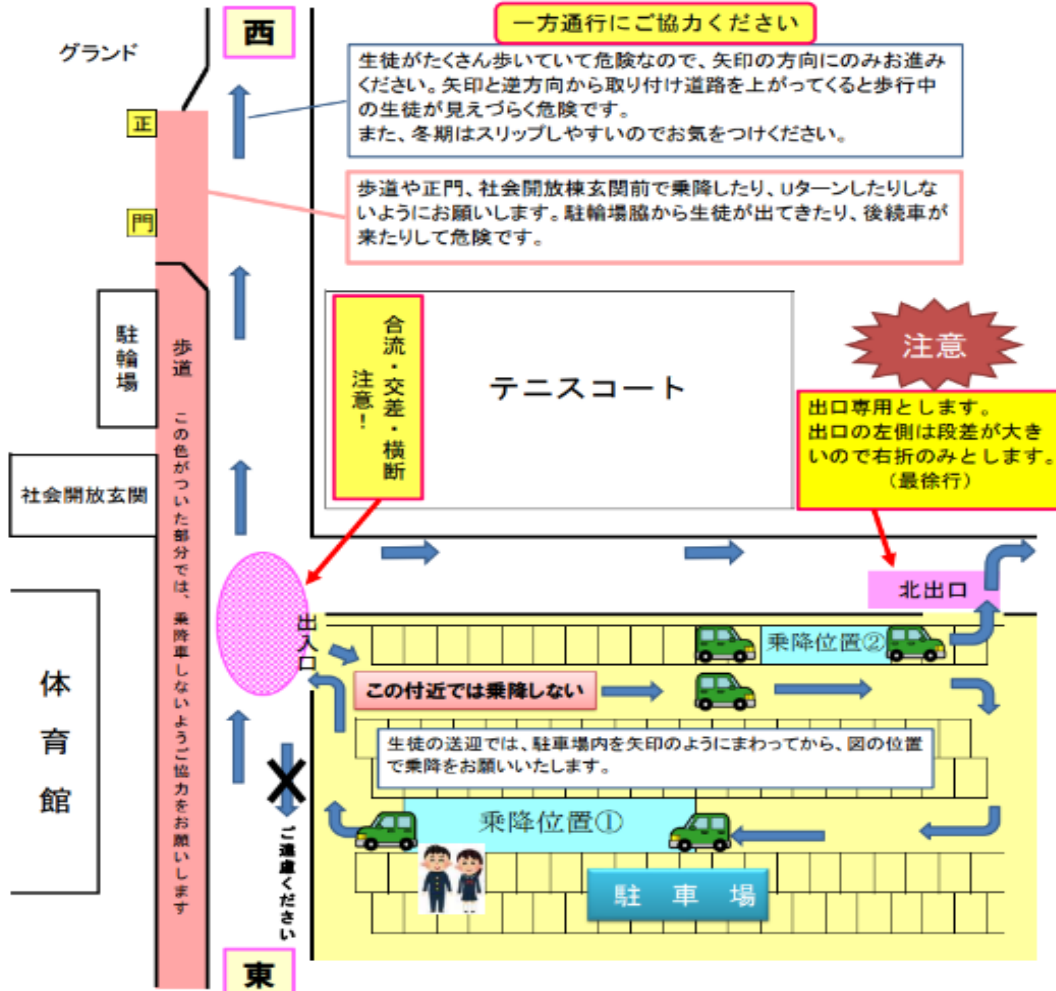 グランド
西
一方通行にご協力ください
生徒がたくさん歩いていて危険なので、矢印の方向にのみお進み
ください。矢印と逆方向から取り付け道路を上がってくると歩行中
の生徒が見えづらく危険です。
また、冬期はスリップしやすいのでお気をつけください。
正
門
歩道や正門、社会開放棟玄関前で乗降したり、Uターンしたりしな
いようにお願いします。駐輪場脇から生徒が出てきたり、後続車が
来たりして危険です。
駐輪場
歩道 この色がついた部分では、乗降車しないようご協力をお願いします
合流・交差・横断
注意！
テニスコート
注意
出口専用とします。
出口の左側は段差が大き
いので右折のみとします。
（最徐行）
社会開放玄関
北出口
出入口
乗降位置②
この付近では乗降しない
体育館
生徒の送迎では、駐車場内を矢印のようにまわってから、図の位置
で乗降をお願いいたします。
乗降位置①
ご遠慮ください
駐車場
東